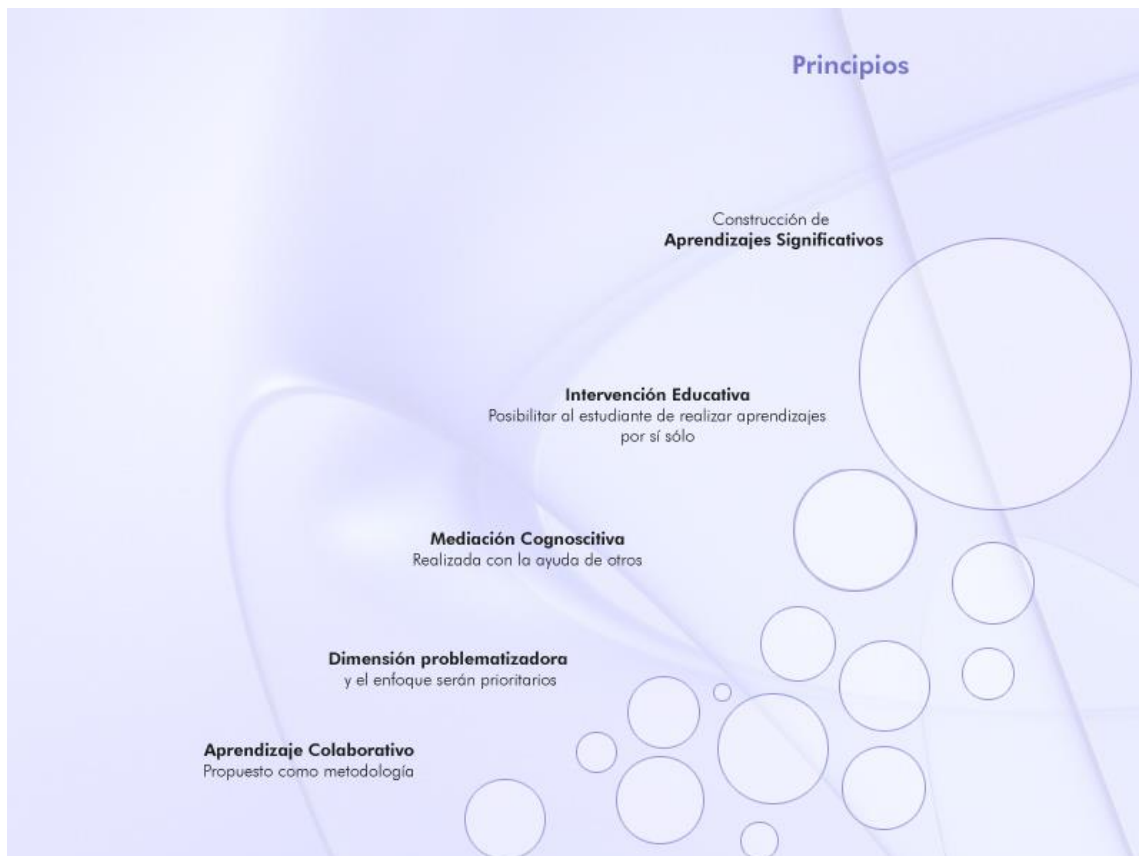 Principios
Construcción de
Aprendizajes Significativos
Intervención Educativa
Posibilitar al estudiante de realizar aprendizajes
por sí sólo
Mediación Cognoscitiva
Realizada con la ayuda de otros
Dimensión problematizadora
y el enfoque serán prioritarios
Aprendizaje Colaborativo
Propuesto como metodología